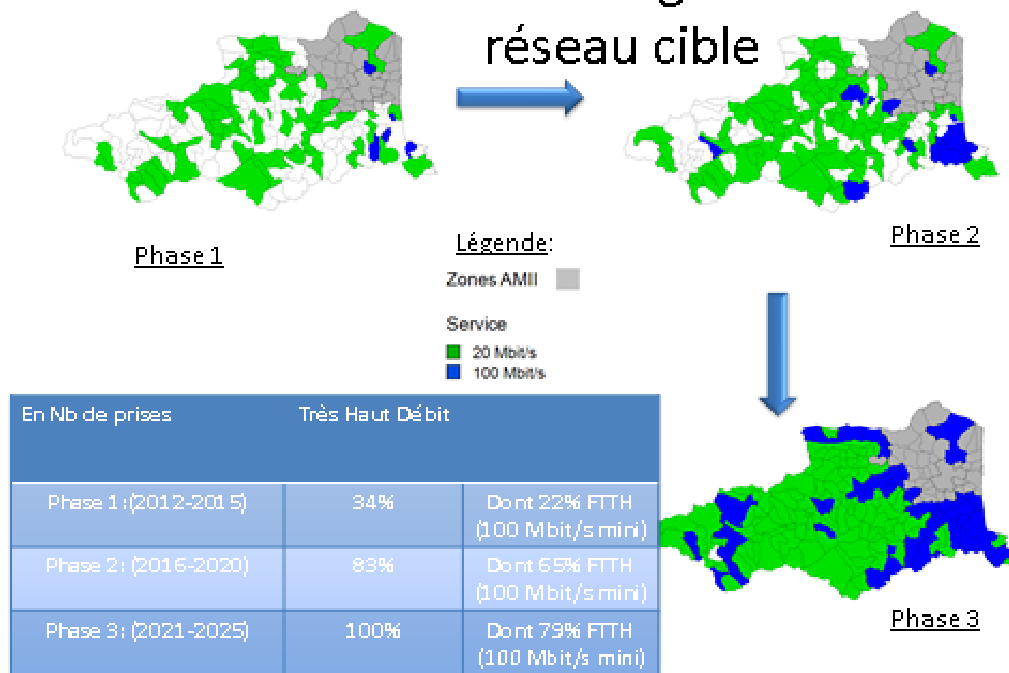 réseau cible
Phase 1
Phase 2
Légende:
Zones AMII
Service
20 Mbit/s
100 Mbit/s
En Nb de prises Très Haut Débit
Phase 1:(2012-2015) 34% Dont 22% FTTH
(100 Mbit/s mini)
Phase 2: (2016-2020) 83% Dont 65% FTTH
(100 Mbit/s mini)
Phase 3: (2021-2025) 100% Dont 79% FTTH
(100 Mbit/s mini)
Phase 3